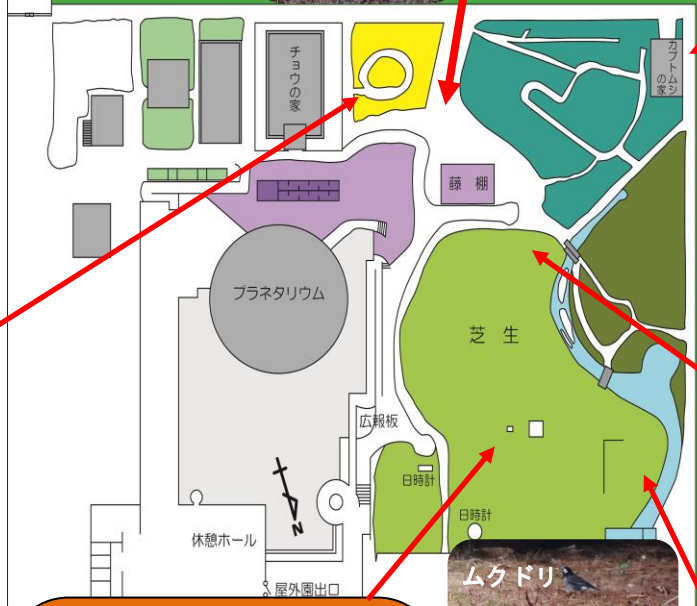 チョウの家
カブトムシ
の家
藤棚
プラネタリウム
芝生
広報板
日時計
日時計
N
休憩ホール
屋外園出口
ムクドリ